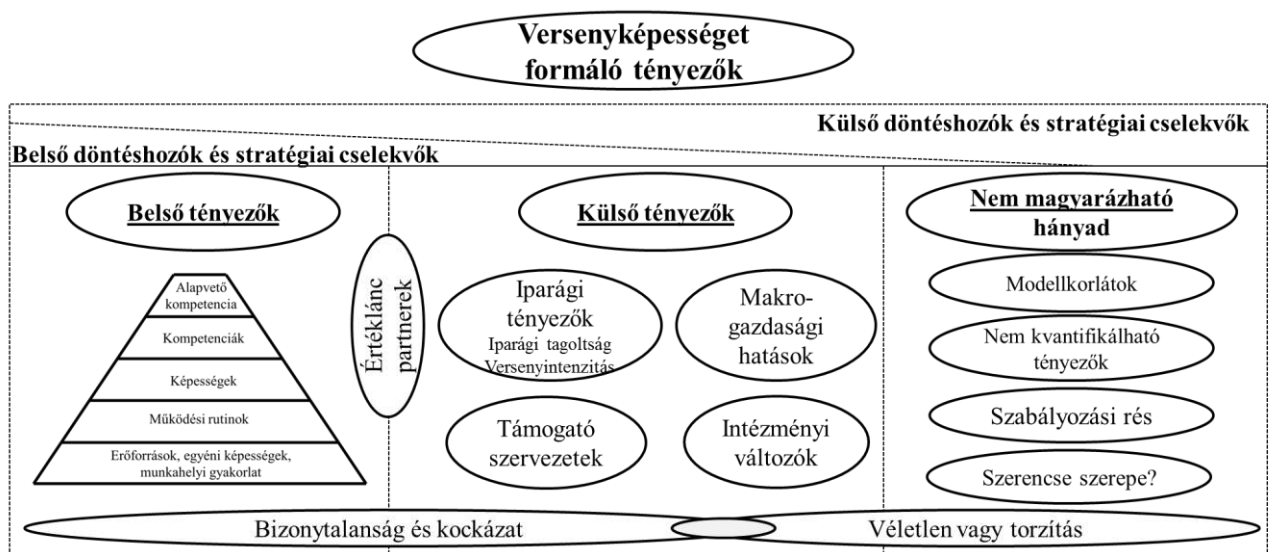 Versenyképességet
formáló tényezők
Külső döntéshozók és stratégiai cselekvők
Belső döntéshozók és stratégiai cselekvők
Belső tényezők
Alapvető
kompetencia
Kompetenciák
Képességek
Működési rutinok
Erőforrások, egyéni képességek,
munkahelyi gyakorlat
Értéklánc
partnerek
Külső tényezők
Iparági
tényezők
Iparági tagoltság
Versenyintenzitás
Makro-
gazdasági
hatások
Támogató
szervezetek
Intézményi
változók
Nem magyarázható
hányad
Modellkorlátok
Nem kvantifikálható
tényezők
Szabályozási rés
Szerencse szerepe?
Bizonytalanság és kockázat
Véletlen vagy torzítás